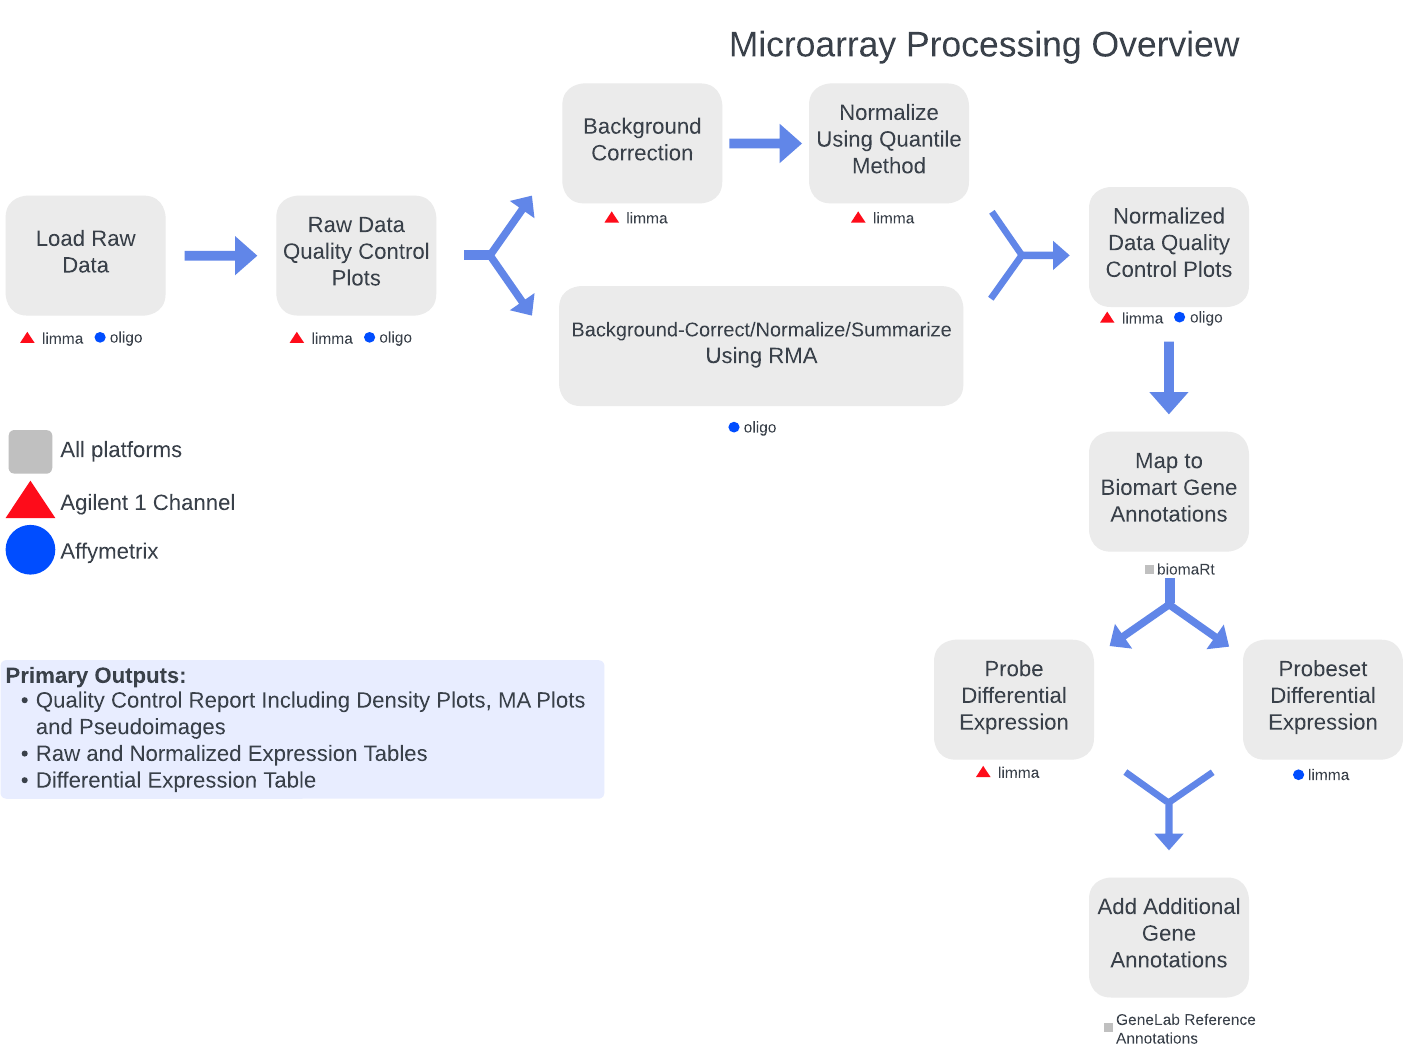 Microarray Processing Overview
Load Raw
Data
limma
oligo
Raw Data
Quality Control
Plots
limma
oligo
Background
Correction
limma
Normalize
Using Quantile
Method
limma
Background-Correct/Normalize/Summarize
Using RMA
oligo
Normalized
Data Quality
Control Plots
limma
oligo
Map to
Biomart Gene
Annotations
biomaRt
Probe
Differential
Expression
limma
Probeset
Differential
Expression
limma
Add Additional
Gene
Annotations
GeneLab Reference
Annotations
All platforms
Agilent 1 Channel
Affymetrix
Primary Outputs:
• Quality Control Report Including Density Plots, MA Plots
and Pseudoimages
• Raw and Normalized Expression Tables
• Differential Expression Table